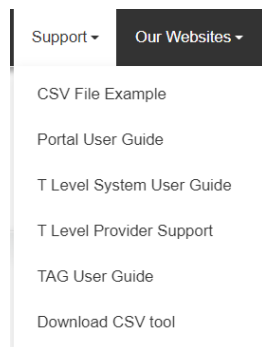 Support Our Websites
CSV File Example
Portal User Guide
T Level System User Guide
T Level Provider Support
TAG User Guide
Download CSV tool